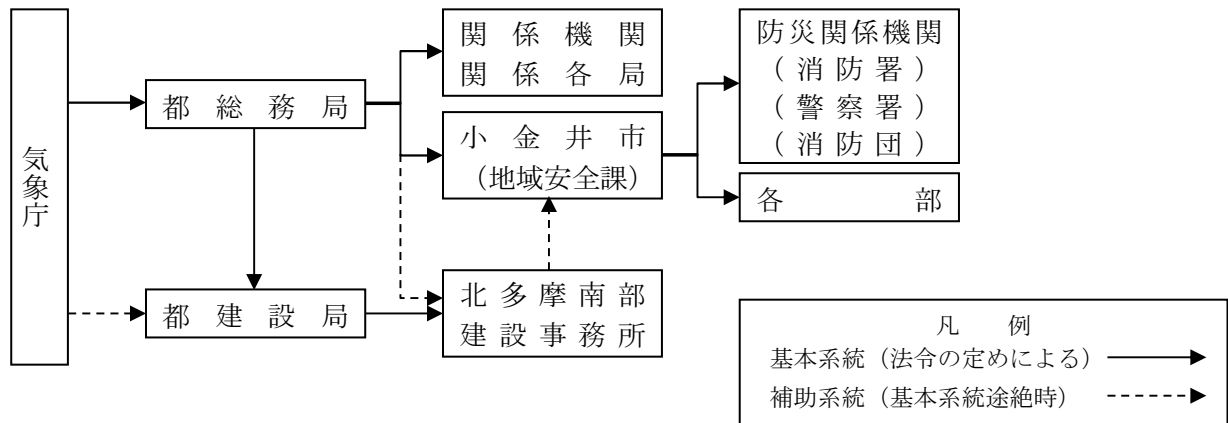 気象庁
都総務局
都建設局
関係機関
関係各局
小金井市
（地域安全課）
北多摩南部
建設事務所
防災関係機関
（消防署）
（警察署）
（消防団）
各部
凡例
基本系統（法令の定めによる）
補助系統（基本系統途絶時）